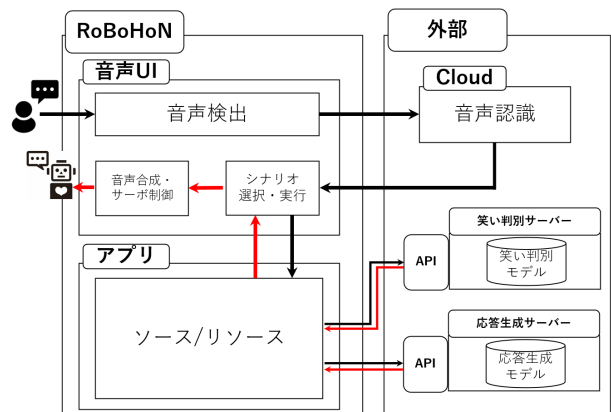 RoBoHoN
外部
音声UI
Cloud
音声検出
音声認識
音声合成・
サーボ制御
シナリオ
選択・実行
アプリ
ソース/リソース
笑い判別サーバー
API
笑い判別
モデル
応答生成サーバー
API
応答生成
モデル